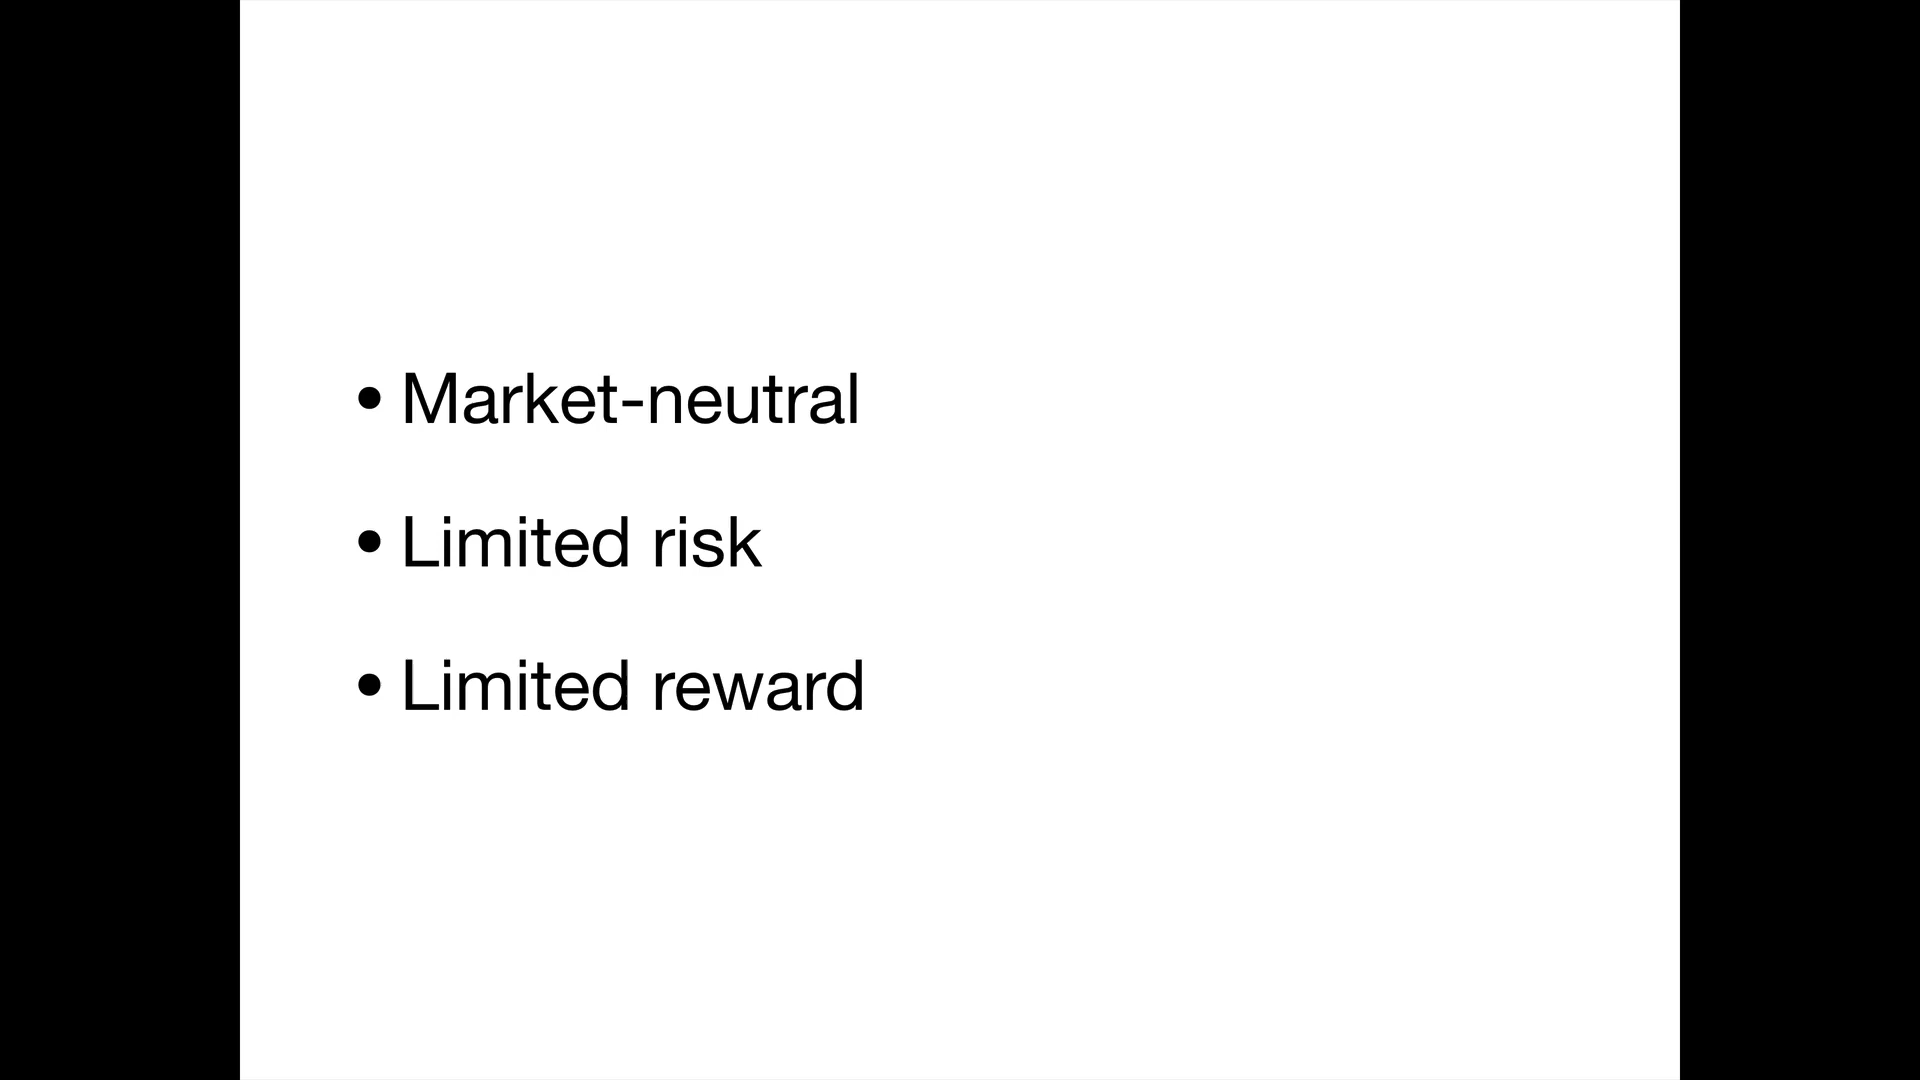 • Market-neutral
• Limited risk
• Limited reward